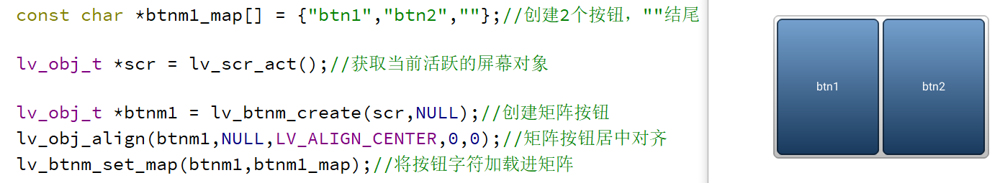 const char *btnm1_map[] = {"btn1","btn2",""};//创建2个按钮，""结尾
lv_obj_t *scr = lv_scr_act();//获取当前活跃的屏幕对象
lv_obj_t *btnm1 = lv_btnm_create(scr,NULL);//创建矩阵按钮
lv_obj_align(btnm1,NULL,LV_ALIGN_CENTER,0,0);//矩阵按钮居中对齐
lv_btnm_set_map(btnm1,btnm1_map);//将按钮字符加载进矩阵
btn1 btn2